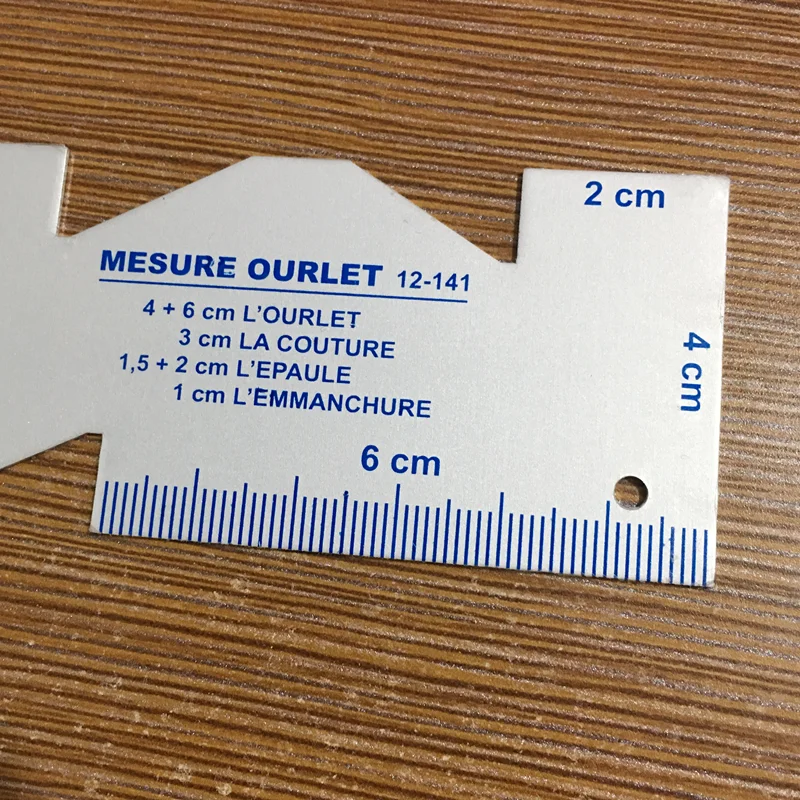 2 cm
MESURE OURLET 12-141
4 + 6 cm L'OURLET
3 cm LA COUTURE
1,5 + 2 cm L'EPAULE
1 cm L'EMMANCHURE
4 cm
6 cm